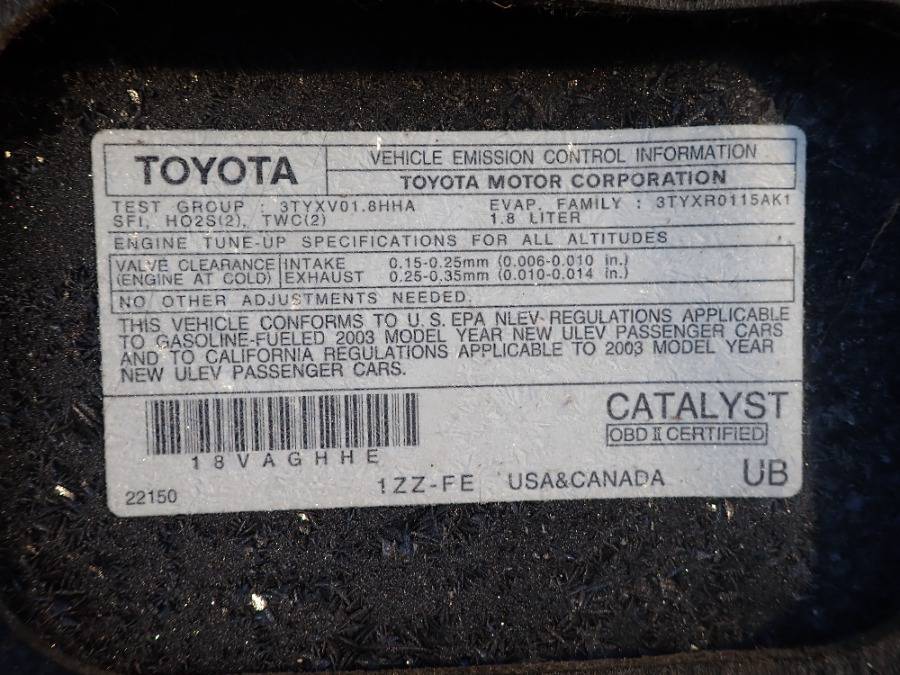 TOYOTA
VEHICLE EMISSION CONTROL INFORMATION
TOYOTA MOTOR CORPORATION
TEST GROUP : 3TYXV01.8HHA EVAP. FAMILY : 3TYXR0115AK1
SFI, HO2S(2), TWC(2) 1.8 LITER
ENGINE TUNE-UP SPECIFICATIONS FOR ALL ALTITUDES
VALVE CLEARANCE INTAKE 0.15-0.25mm (0.006-0.010 in.)
(ENGINE AT COLD) EXHAUST 0.25-0.35mm (0.010-0.014 in.)
NO OTHER ADJUSTMENTS NEEDED.
THIS VEHICLE CONFORMS TO U.S. EPA NLEV REGULATIONS APPLICABLE
TO GASOLINE-FUELED 2003 MODEL YEAR NEW ULEV PASSENGER CARS
AND TO CALIFORNIA REGULATIONS APPLICABLE TO 2003 MODEL YEAR
NEW ULEV PASSENGER CARS.
CATALYST
OBD II CERTIFIED
18VAGHHE
22150 1ZZ-FE USA&CANADA UB